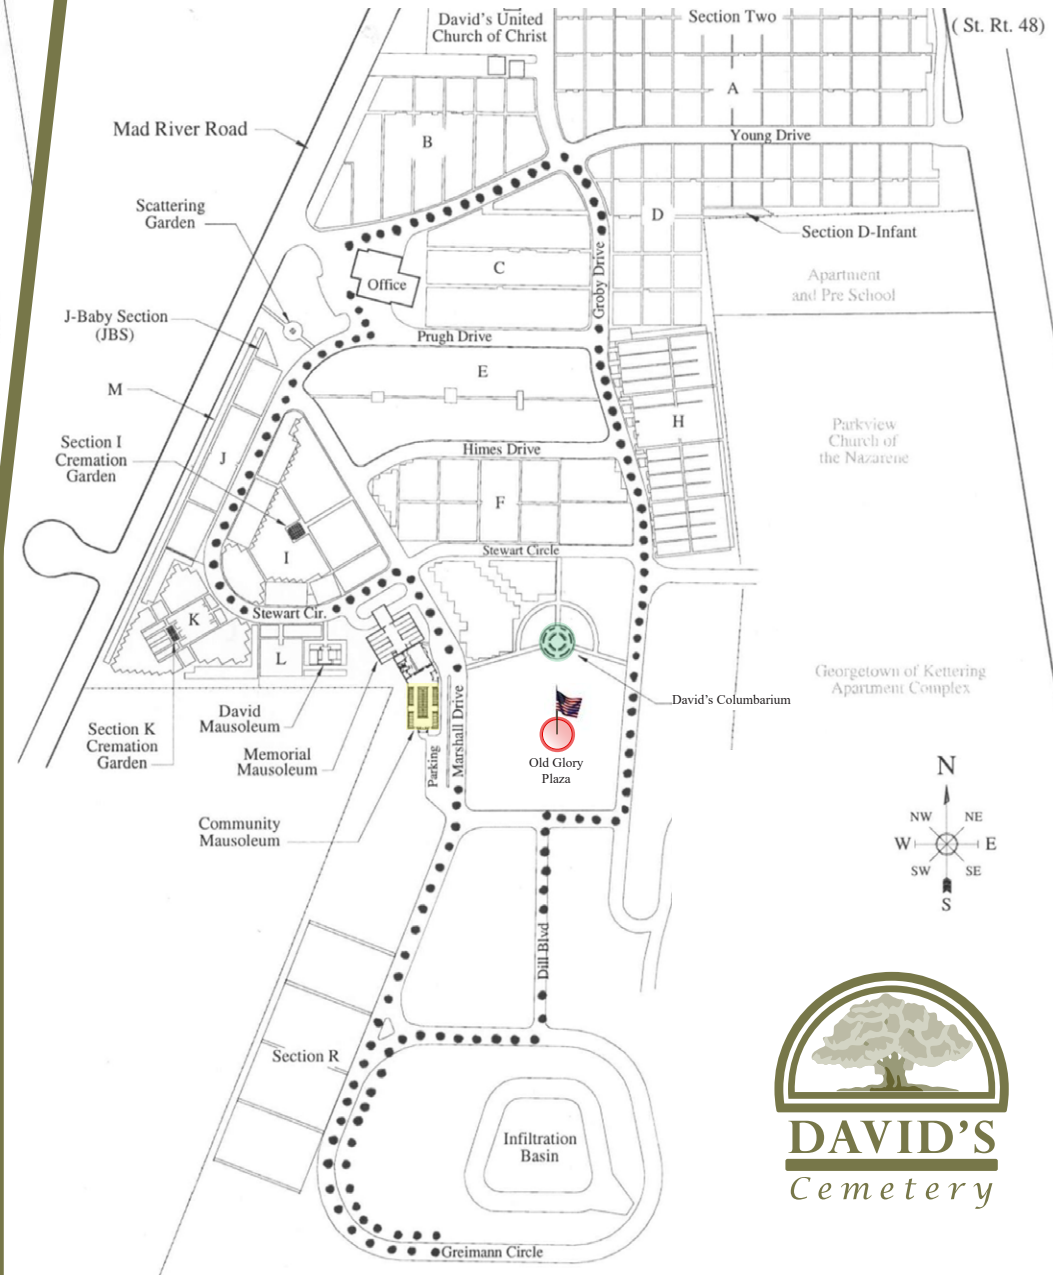 David's United
Church of Christ
Section Two
( St. Rt. 48)
A
Mad River Road
Young Drive
B
Scattering
Garden
D
Section D-Infant
C
Office
Groby Drive
Apartment
and Pre School
J-Baby Section
(JBS)
Prugh Drive
E
M
H
Section I
Cremation
Garden
J
Himes Drive
Parkview
Church of
the Nazarene
F
I
Stewart Circle
K
Stewart Cir.
L
Georgetown of Kettering
Apartment Complex
David's Columbarium
David
Mausoleum
Section K
Cremation
Garden
Memorial
Mausoleum
Parking
Marshall Drive
Old Glory
Plaza
Community
Mausoleum
N
NW
NE
W
E
SW
SE
S
Dill Blvd
Section R
Infiltration
Basin
Greimann Circle
DAVID'S
Cemetery